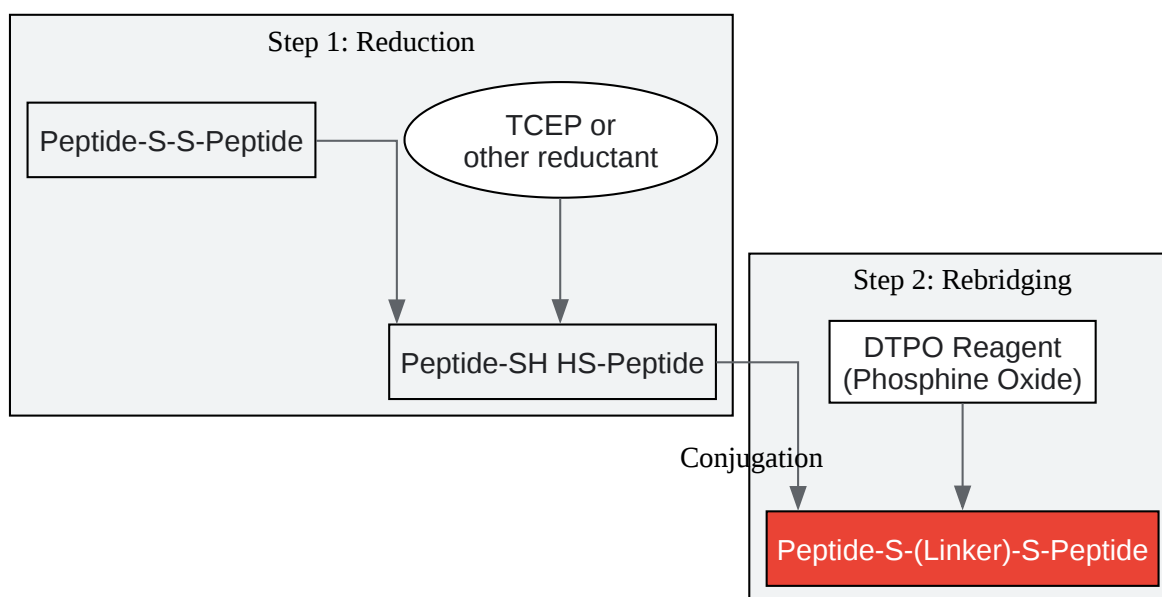 Step 1: Reduction
Peptide-S-S-Peptide
TCEP or
other reductant
Peptide-SH HS-Peptide
Conjugation
Step 2: Rebridging
DTPO Reagent
(Phosphine Oxide)
Peptide-S-(Linker)-S-Peptide